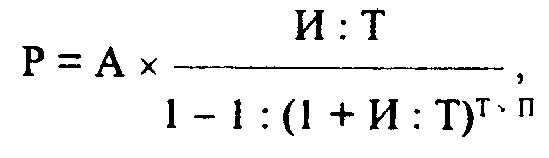 Р = А × И : Т / 1 – 1 : (1 + И : Т)^Т × П ,